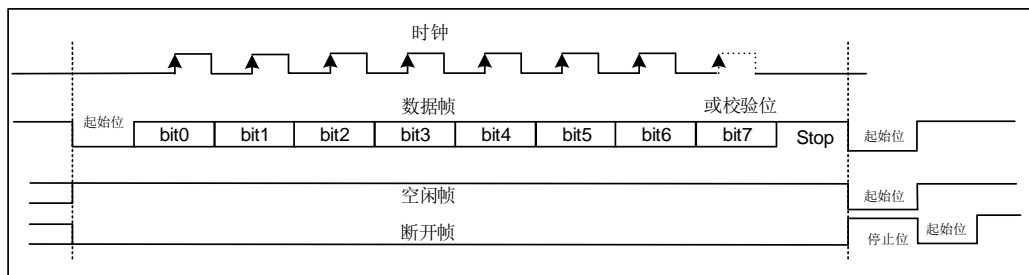 时钟
数据帧
或校验位
起始位 bit0 bit1 bit2 bit3 bit4 bit5 bit6 bit7 Stop 起始位
空闲帧 起始位
断开帧 停止位 起始位